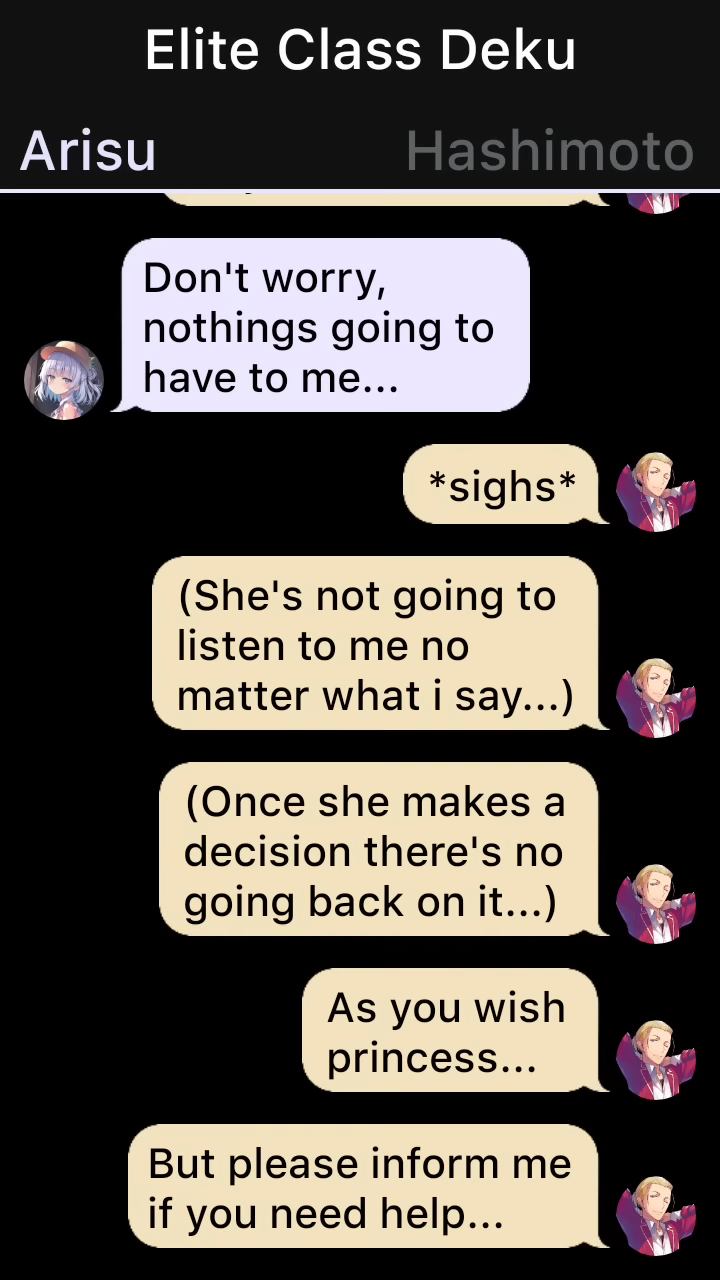 Elite Class Deku
Arisu
Hashimoto
Don't worry,
nothings going to
have to me...
*sighs*
(She's not going to
listen to me no
matter what i say...)
(Once she makes a
decision there's no
going back on it...)
As you wish
princess...
But please inform me
if you need help...